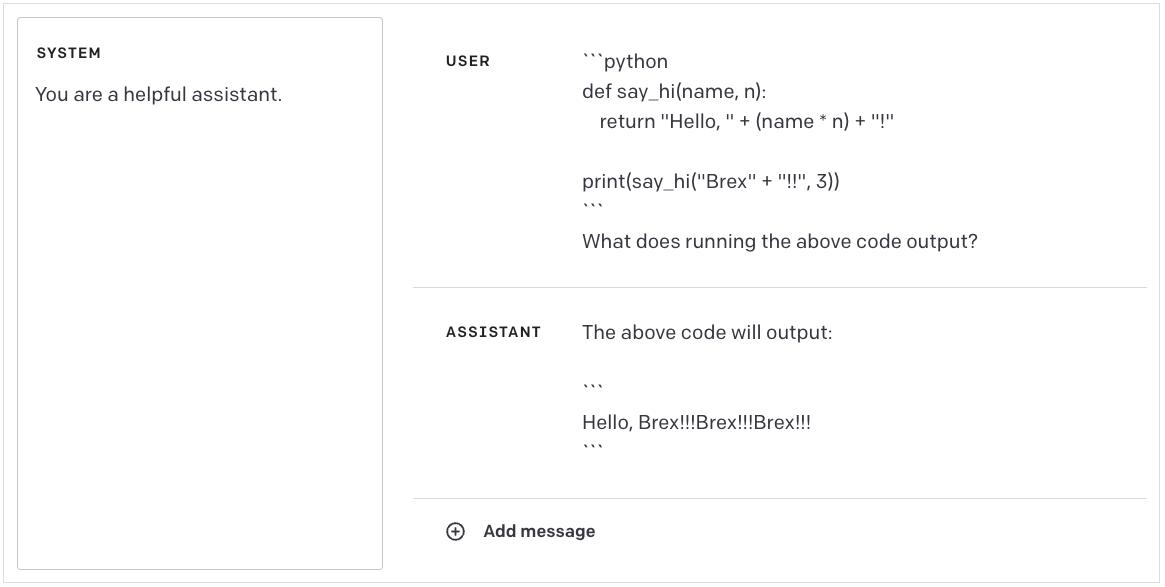 SYSTEM
You are a helpful assistant.
USER
```python
def say_hi(name, n):
   return "Hello, " + (name * n) + "!"

print(say_hi("Brex" + "!!", 3))
```
What does running the above code output?
ASSISTANT
The above code will output:

```
Hello, Brex!!!Brex!!!Brex!!!
```
Add message